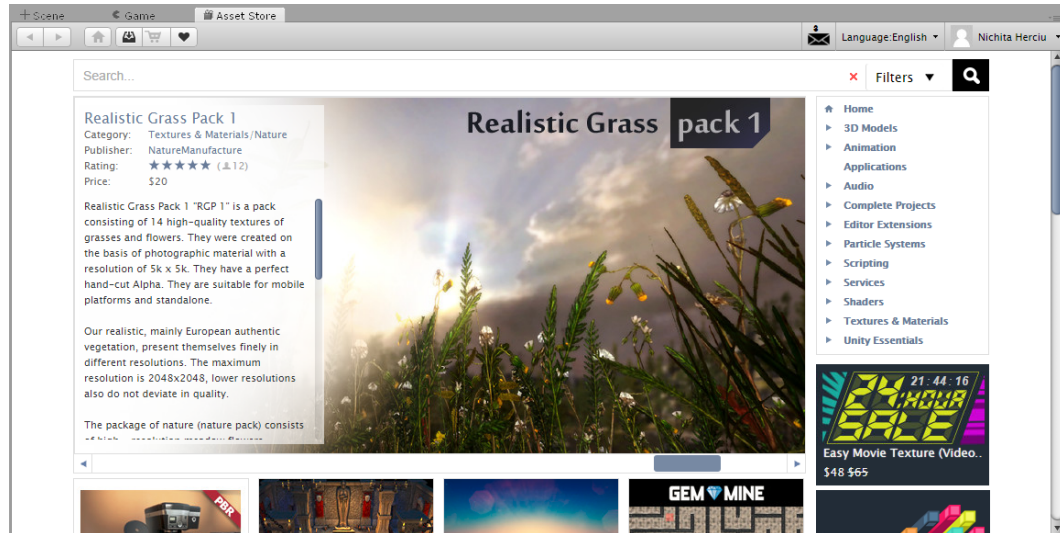 Scene
Game
Asset Store
3
Language:English
Nichita Herciu
Search...
Filters
Realistic Grass Pack 1
Category: Textures & Materials/Nature
Publisher: NatureManufacture
Rating: ★★★★★ (12)
Price: $20
Realistic Grass Pack 1 "RGP 1" is a pack
consisting of 14 high-quality textures of
grasses and flowers. They were created on
the basis of photographic material with a
resolution of 5k x 5k. They have a perfect
hand-cut Alpha. They are suitable for mobile
platforms and standalone.
Our realistic, mainly European authentic
vegetation, present themselves finely in
different resolutions. The maximum
resolution is 2048x2048, lower resolutions
also do not deviate in quality.
The package of nature (nature pack) consists
of high - resolution meadow flowers
Realistic Grass pack 1
Home
3D Models
Animation
Applications
Audio
Complete Projects
Editor Extensions
Particle Systems
Scripting
Services
Shaders
Textures & Materials
Unity Essentials
21:44:16
24 HOUR
SALE
Easy Movie Texture (Video..
$48 $65
PBR
GEM MINE